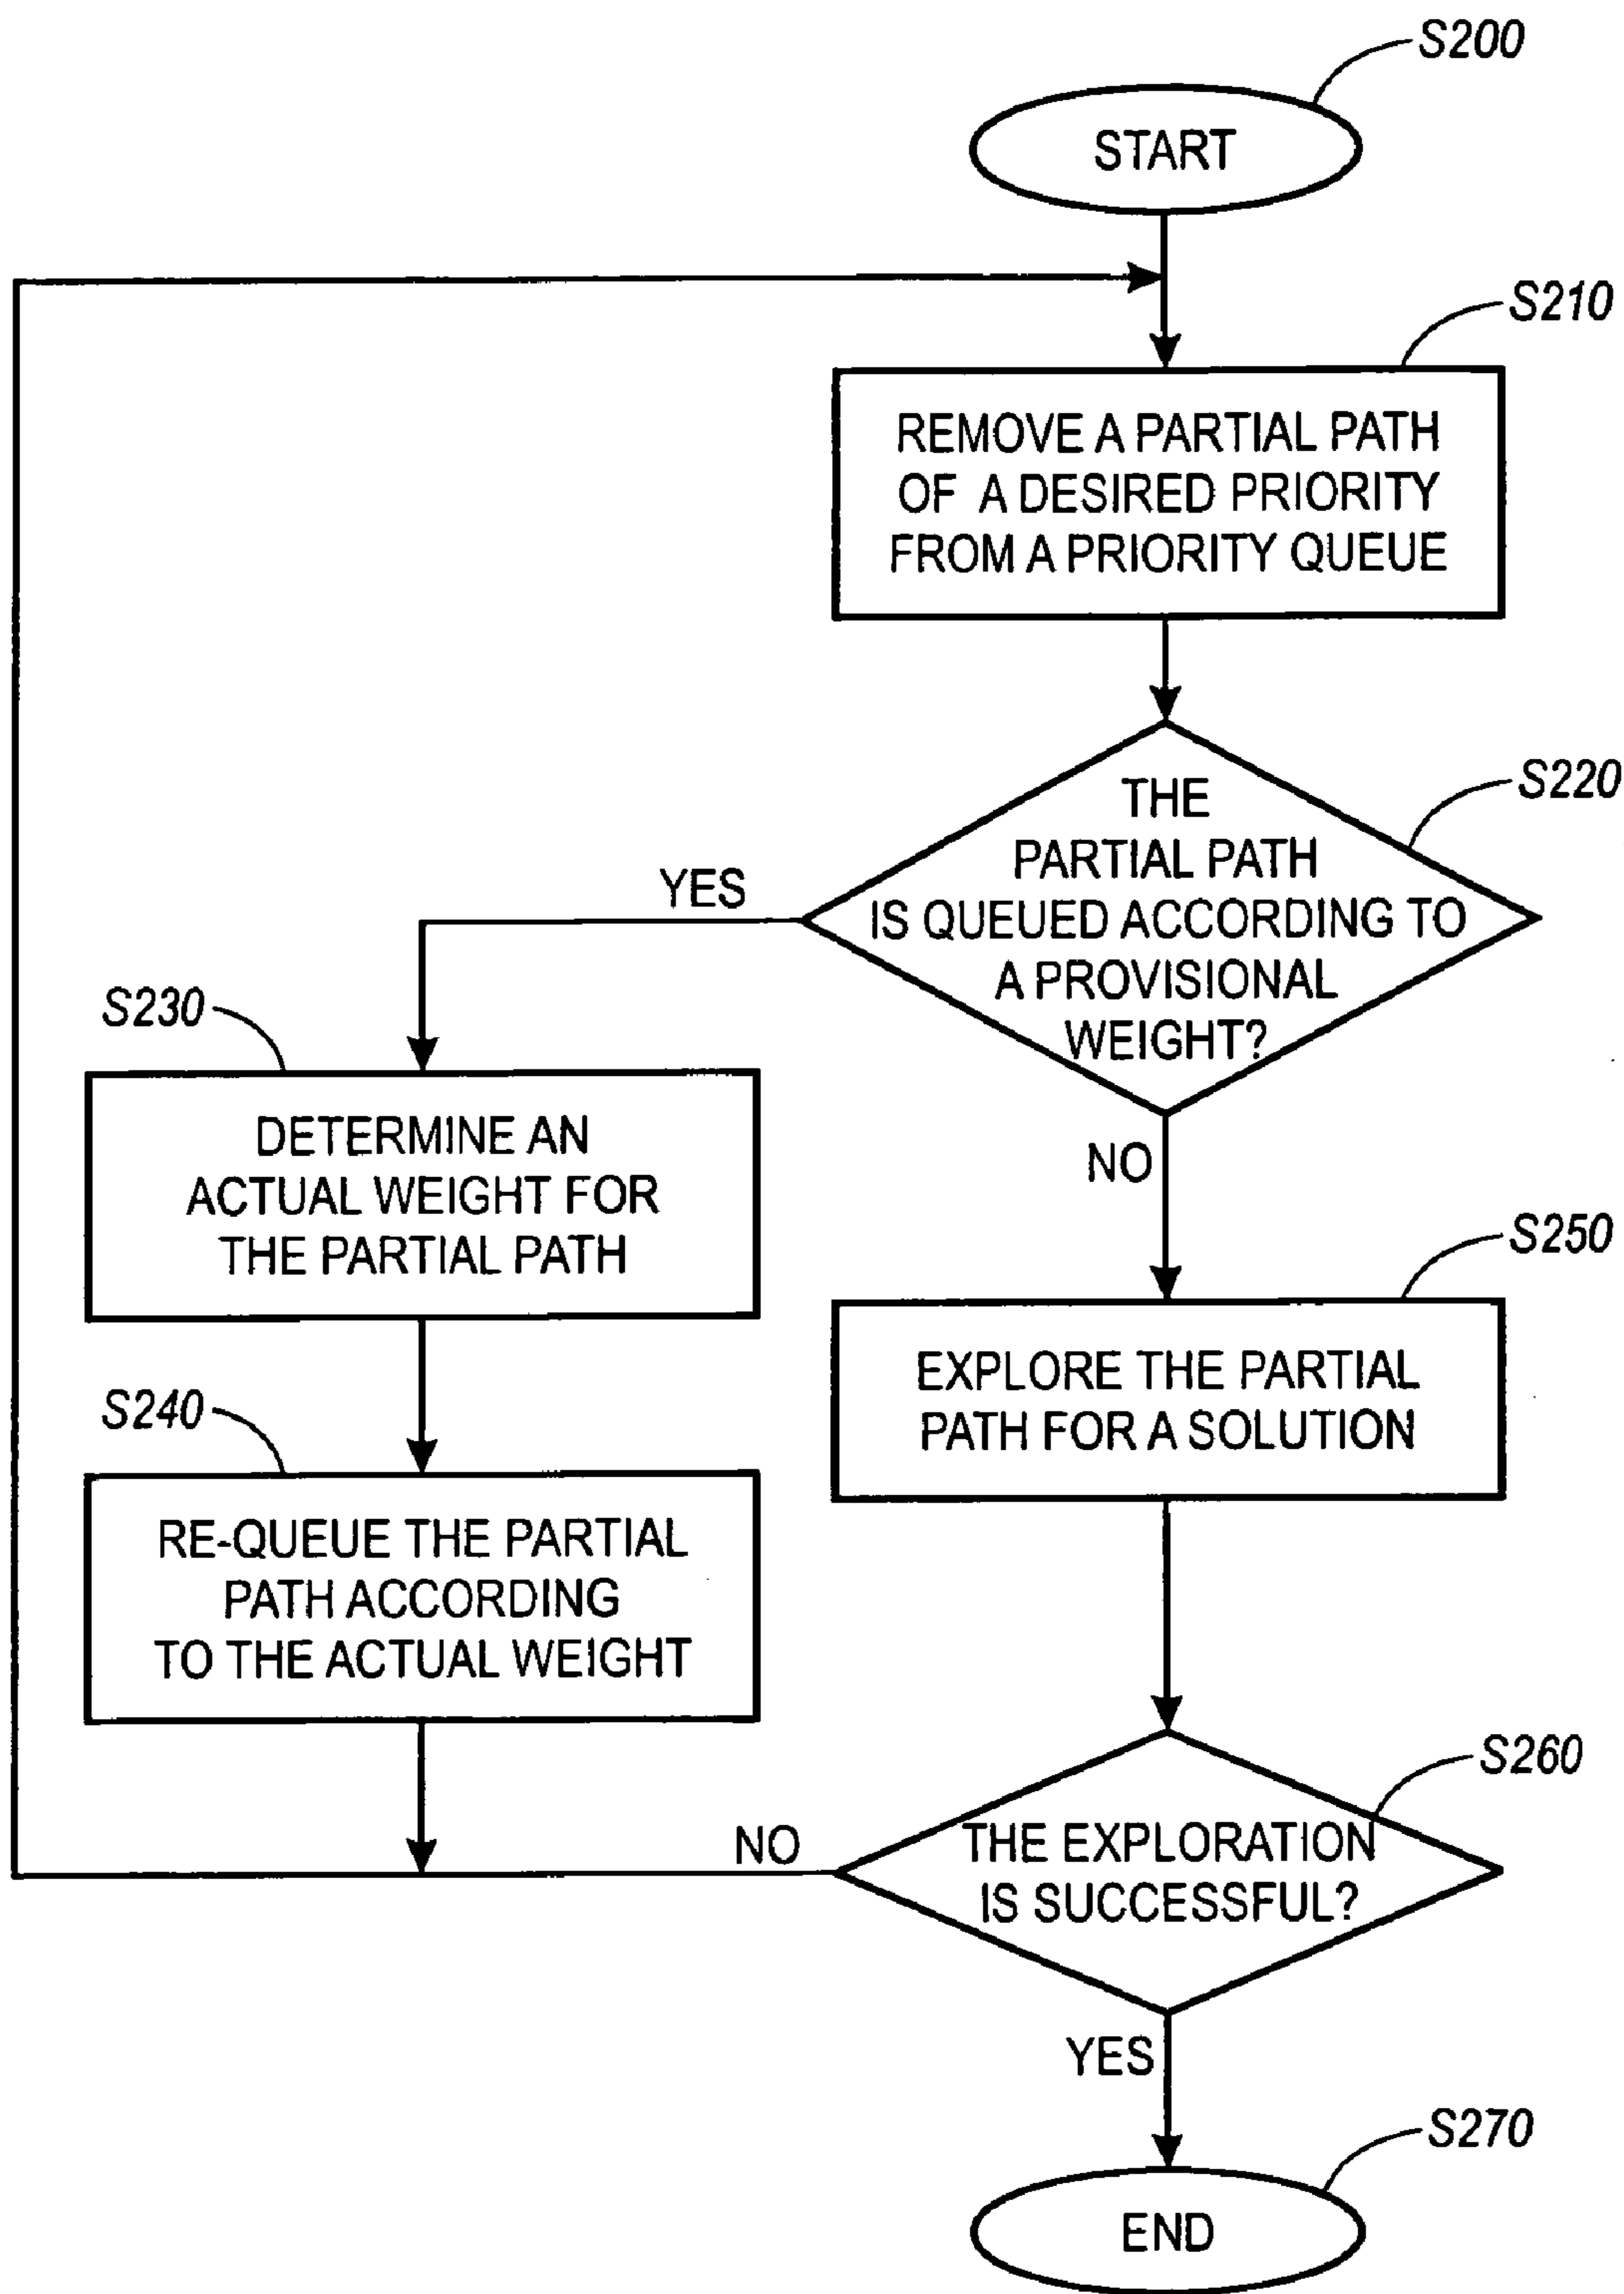 S200
START
S210
REMOVE A PARTIAL PATH
OF A DESIRED PRIORITY
FROM A PRIORITY QUEUE
S220
THE
PARTIAL PATH
IS QUEUED ACCORDING TO
A PROVISIONAL
WEIGHT?
YES
NO
S230
DETERMINE AN
ACTUAL WEIGHT FOR
THE PARTIAL PATH
S240
RE-QUEUE THE PARTIAL
PATH ACCORDING
TO THE ACTUAL WEIGHT
S250
EXPLORE THE PARTIAL
PATH FOR A SOLUTION
S260
THE EXPLORATION
IS SUCCESSFUL?
NO
YES
S270
END